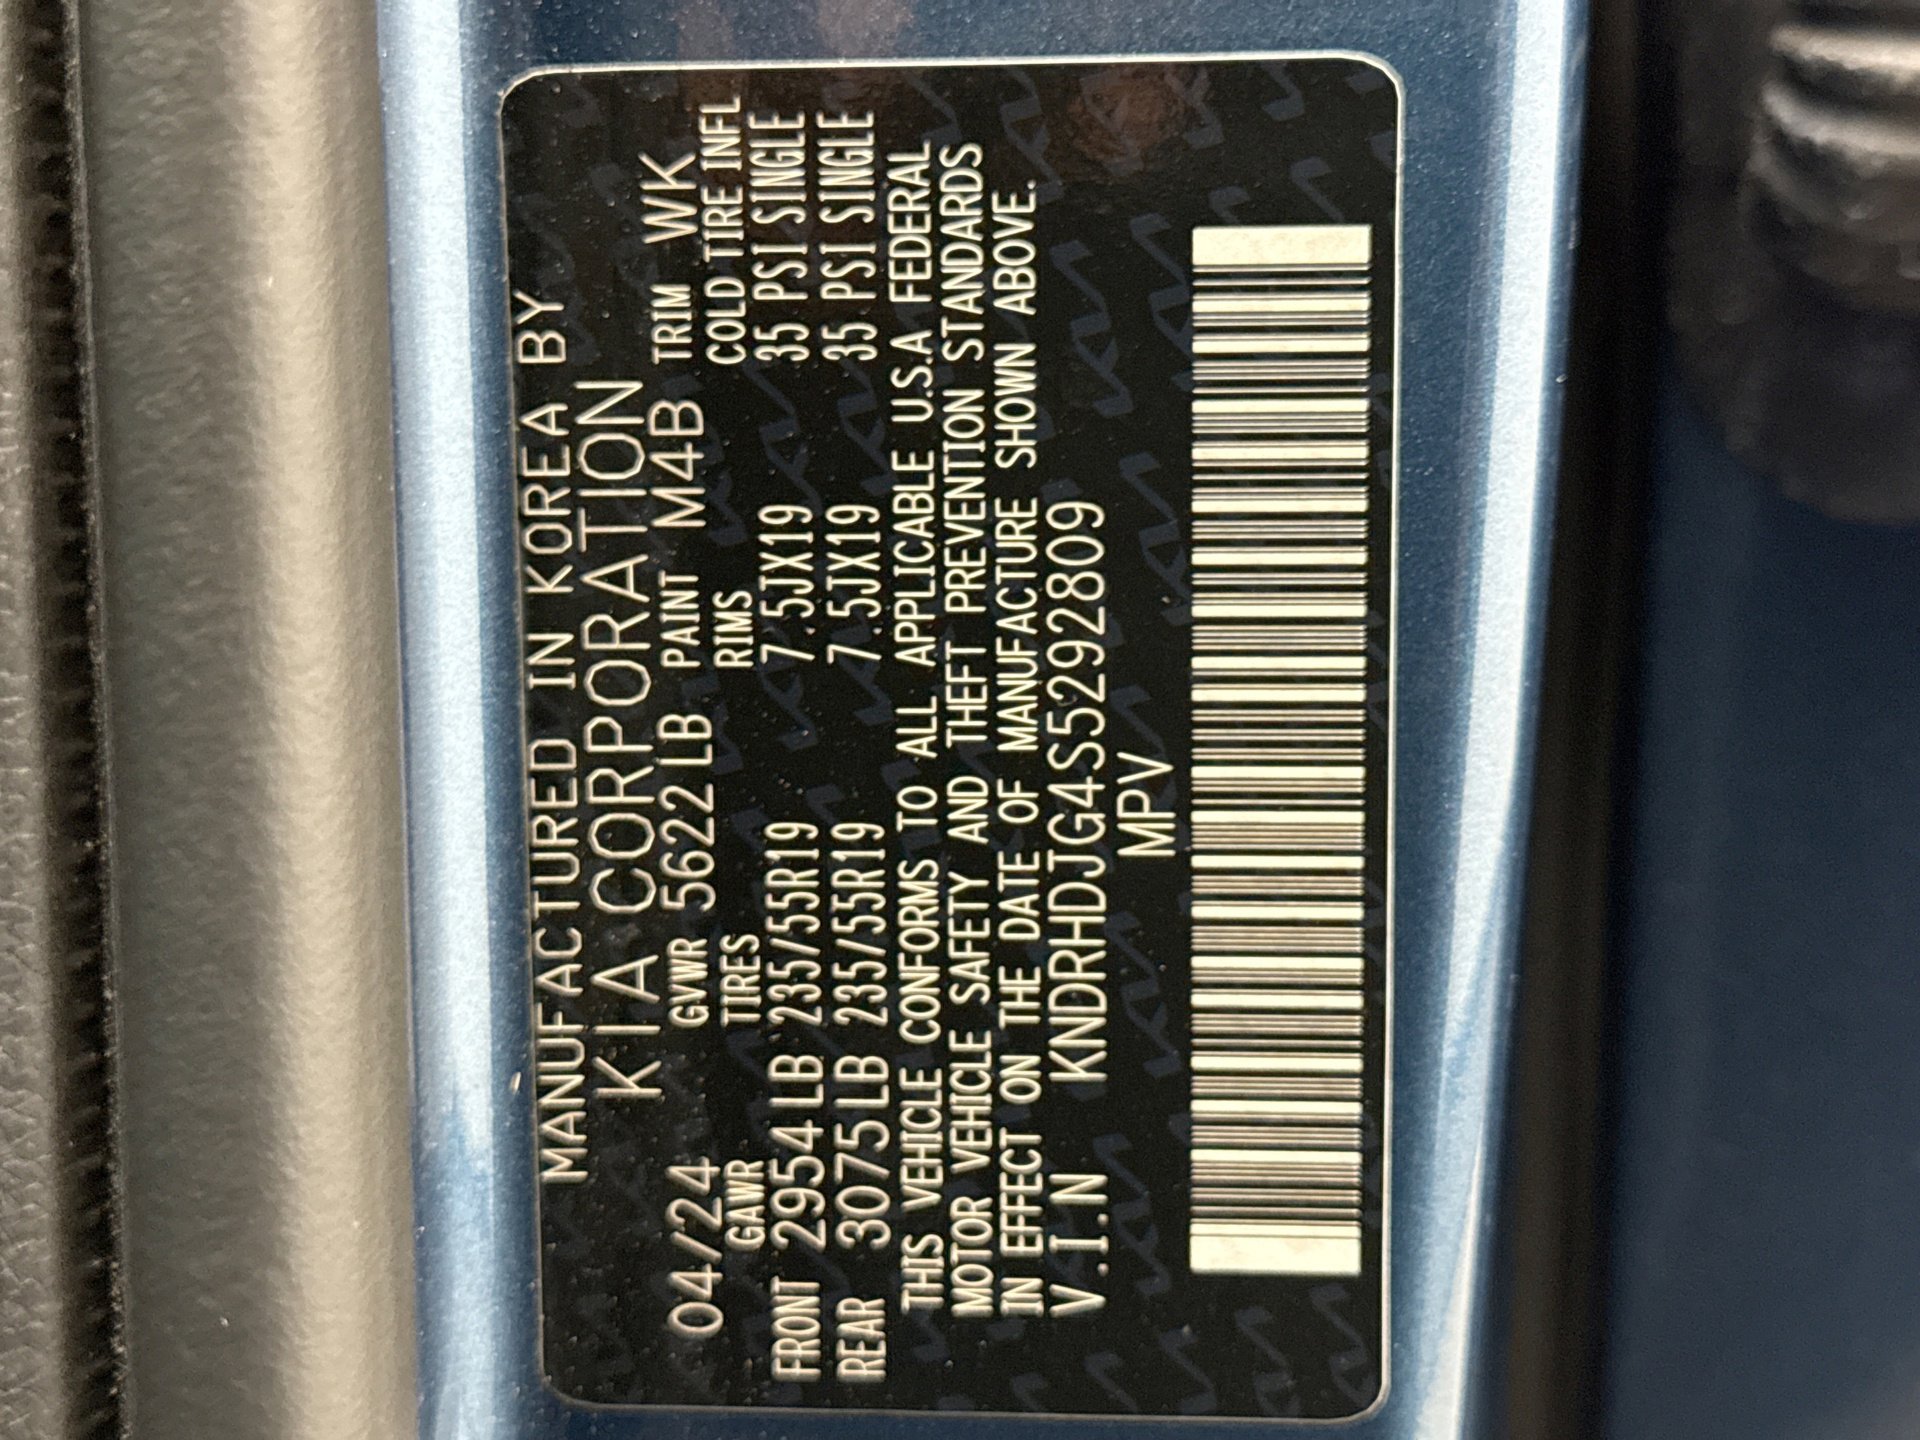 MANUFACTURED IN KOREA BY
KIA CORPORATION
04/24 GVWR 5622 LB PAINT M4B TRIM WK
GAWR TIRES RIMS COLD TIRE INFL
FRONT 2954 LB 235/55R19 7.5JX19 35 PSI SINGLE
REAR 3075 LB 235/55R19 7.5JX19 35 PSI SINGLE
THIS VEHICLE CONFORMS TO ALL APPLICABLE U.S.A FEDERAL
MOTOR VEHICLE SAFETY AND THEFT PREVENTION STANDARDS
IN EFFECT ON THE DATE OF MANUFACTURE SHOWN ABOVE.
V.I.N KNDRHDJG4S5292809
MPV